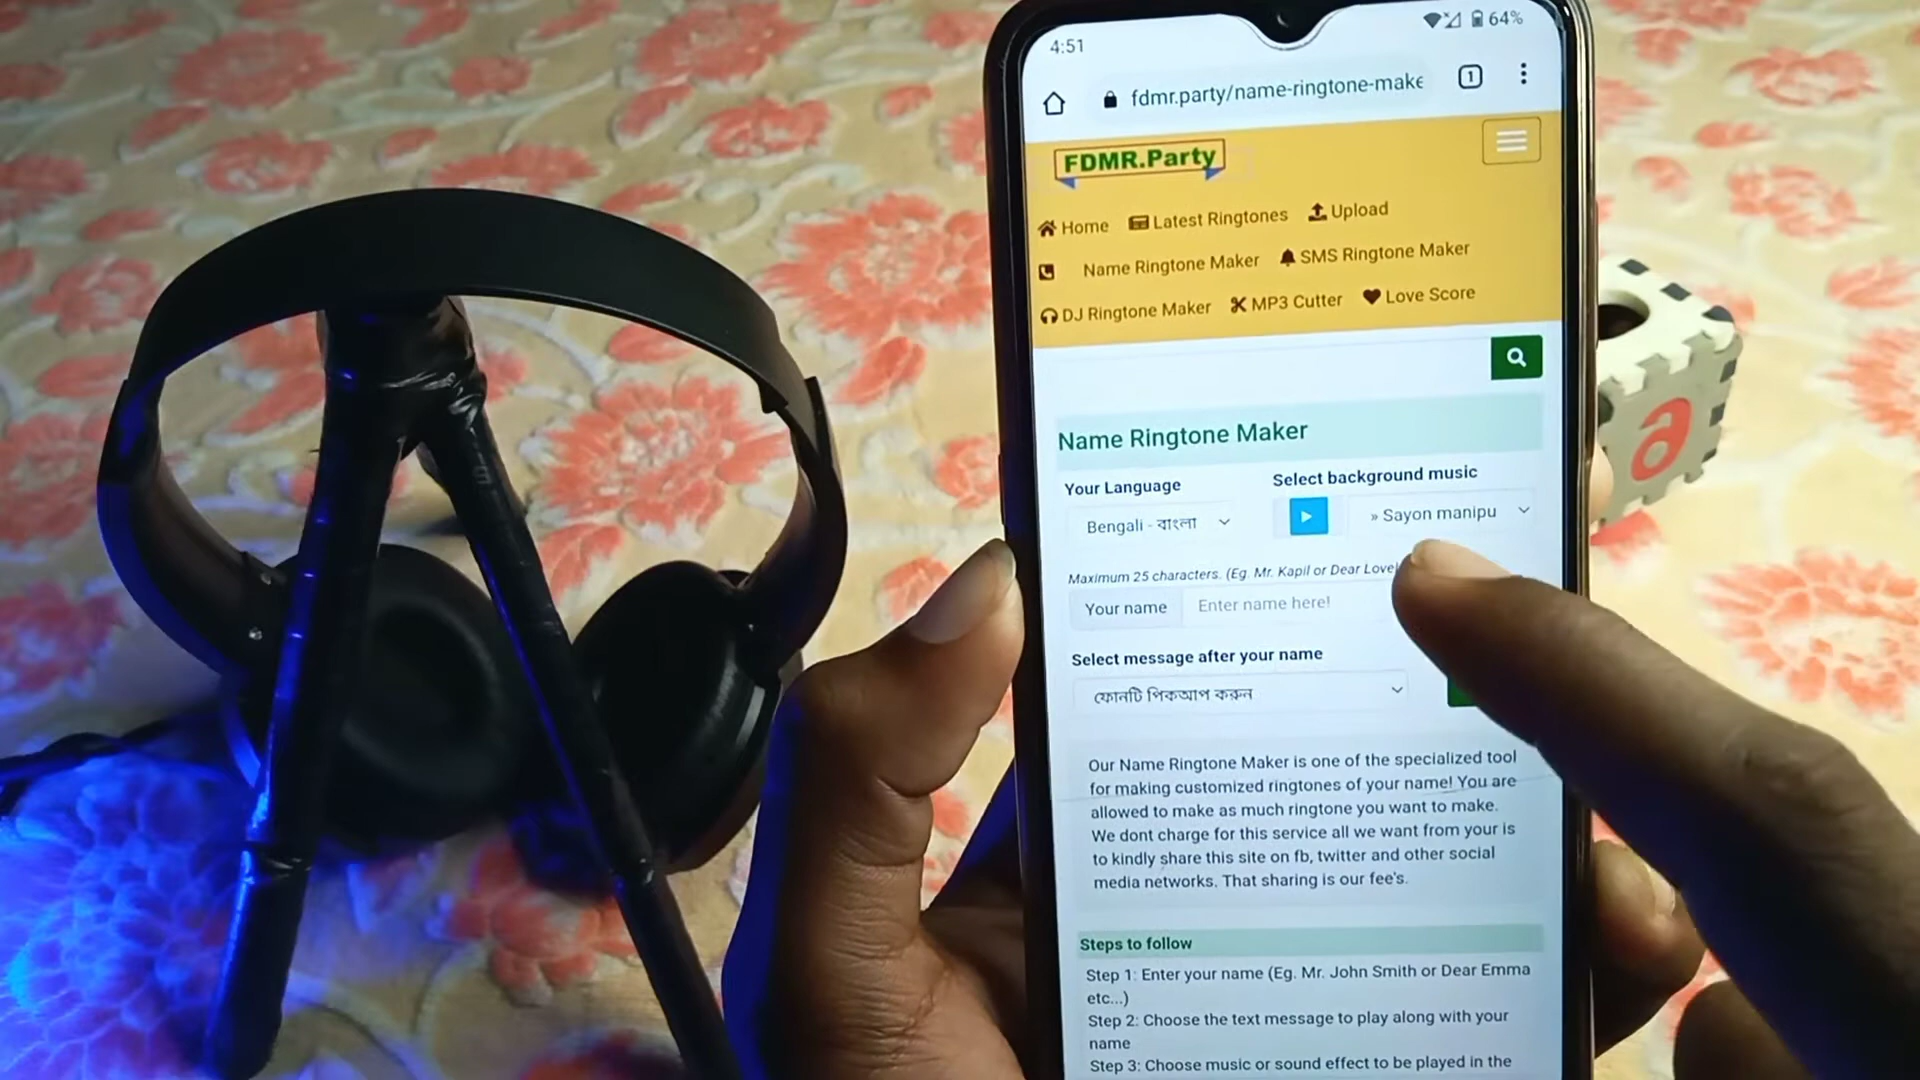 4:51
64%
fdmr.party/name-ringtone-make
1
FDMR.Party
Home Latest Ringtones Upload
Name Ringtone Maker SMS Ringtone Maker
DJ Ringtone Maker MP3 Cutter Love Score
Name Ringtone Maker
Your Language
Select background music
Bengali - বাংলা
» Sayon manipu
Maximum 25 characters. (Eg. Mr. Kapil or Dear Love
Your name
Enter name here!
Select message after your name
ফোনটি পিকআপ করুন
Our Name Ringtone Maker is one of the specialized tool
for making customized ringtones of your name! You are
allowed to make as much ringtone you want to make.
We dont charge for this service all we want from your is
to kindly share this site on fb, twitter and other social
media networks. That sharing is our fee's.
Steps to follow
Step 1: Enter your name (Eg. Mr. John Smith or Dear Emma
etc...)
Step 2: Choose the text message to play along with your
name
Step 3: Choose music or sound effect to be played in the